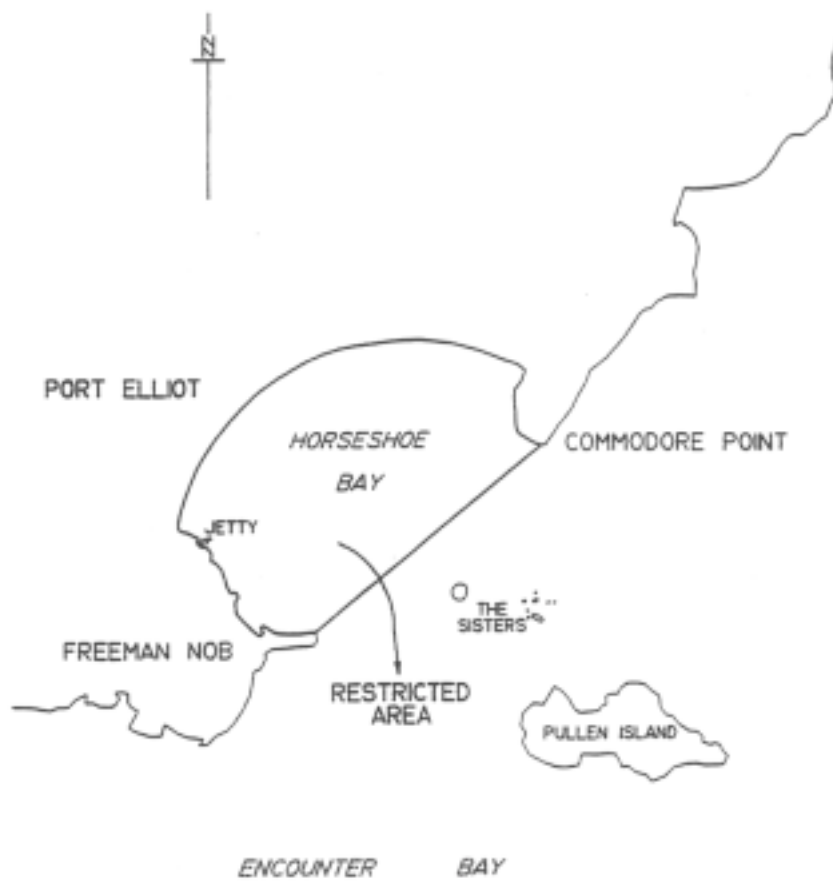 N
PORT ELLIOT
HORSESHOE
BAY
COMMODORE POINT
JETTY
THE
SISTERS
FREEMAN NOB
RESTRICTED
AREA
PULLEN ISLAND
ENCOUNTER BAY